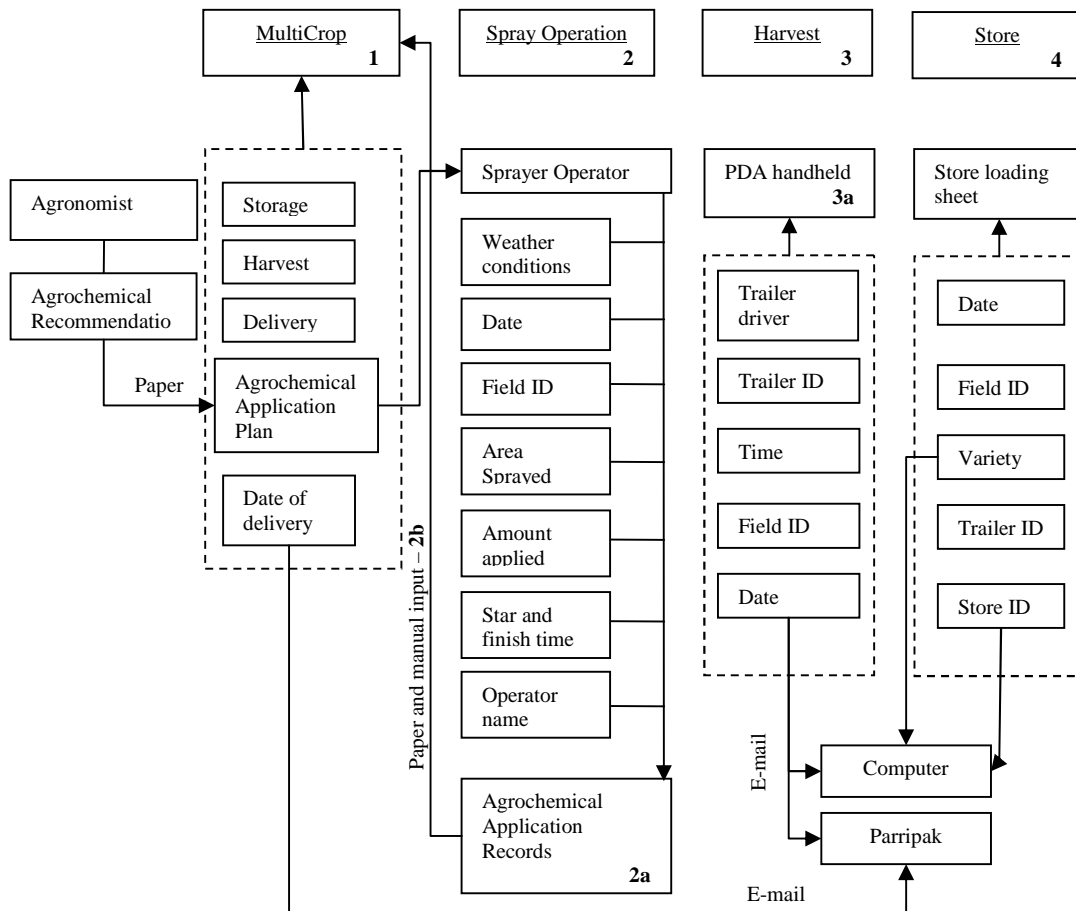 MultiCrop
1
Spray Operation
2
Harvest
3
Store
4
Agronomist
Agrochemical
Recommendatio
Paper
Storage
Harvest
Delivery
Agrochemical
Application
Plan
Date of
delivery
Paper and manual input – 2b
Sprayer Operator
Weather
conditions
Date
Field ID
Area
Sprayed
Amount
applied
Star and
finish time
Operator
name
Agrochemical
Application
Records
2a
PDA handheld
3a
Trailer
driver
Trailer ID
Time
Field ID
Date
Store loading
sheet
Date
Field ID
Variety
Trailer ID
Store ID
E-mail
Computer
Parripak
E-mail